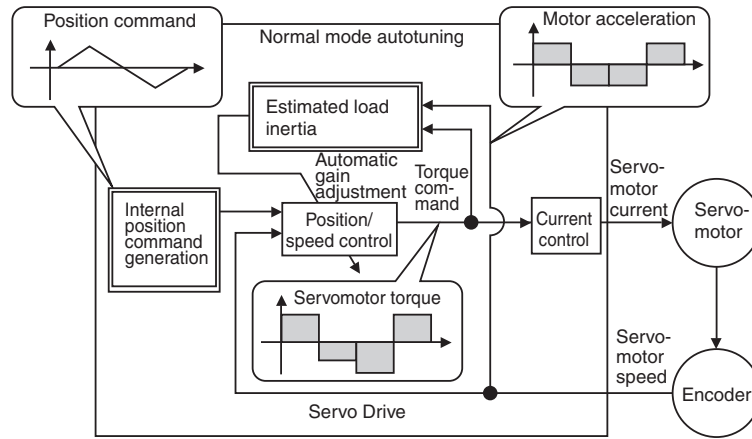 Position command
Normal mode autotuning
Motor acceleration
Estimated load
inertia
Automatic
gain
adjustment
Torque
com-
mand
Servo-
motor
current
Internal
position
command
generation
Position/
speed control
Current
control
Servo-
motor
Servomotor torque
Servo-
motor
speed
Encoder
Servo Drive